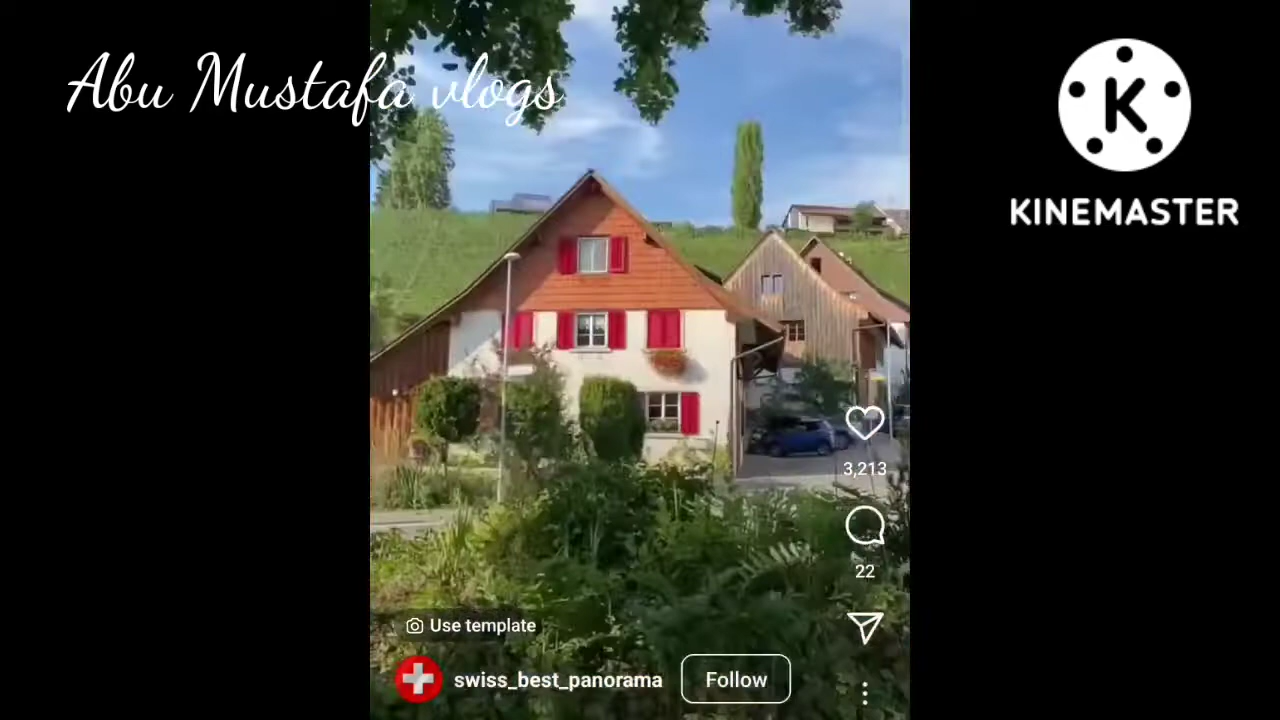 Abu Mustafa vlogs
KINEMASTER
3,213
22
Use template
swiss_best_panorama
Follow